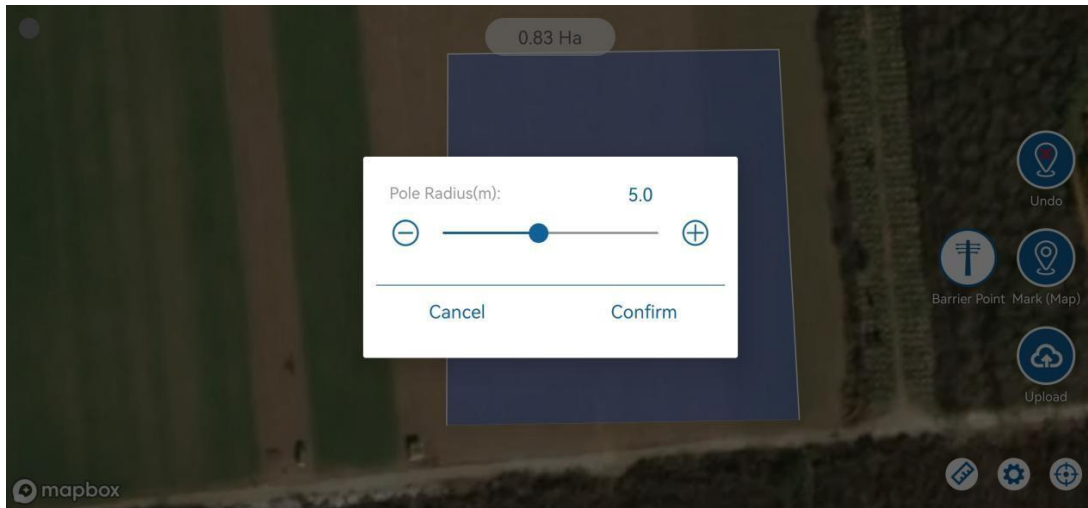 0.83 Ha
Pole Radius(m):
5.0
Cancel
Confirm
Undo
Barrier Point
Mark (Map)
Upload
mapbox